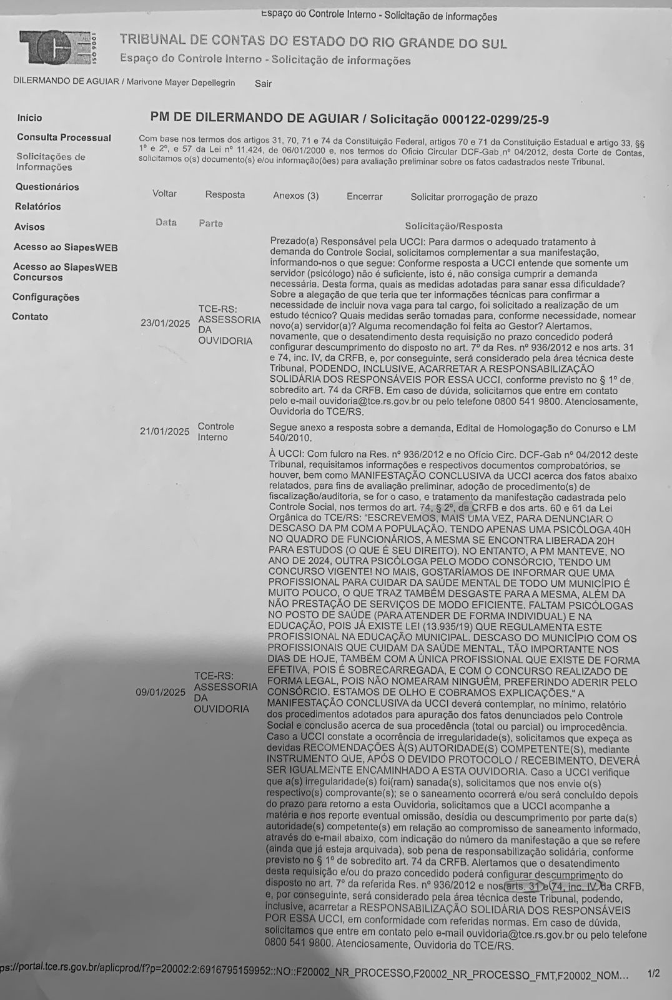 Espaço do Controle Interno - Solicitação de informações
TCE ISO 9001
TRIBUNAL DE CONTAS DO ESTADO DO RIO GRANDE DO SUL
Espaço do Controle Interno - Solicitação de informações
DILERMANDO DE AGUIAR / Marivone Mayer Depellegrin Sair
Início
Consulta Processual
Solicitações de
Informações
Questionários
Relatórios
Avisos
Acesso ao SiapesWEB
Acesso ao SiapesWEB
Concursos
Configurações
Contato
PM DE DILERMANDO DE AGUIAR / Solicitação 000122-0299/25-9
Com base nos termos dos artigos 31, 70, 71 e 74 da Constituição Federal, artigos 70 e 71 da Constituição Estadual e artigo 33, §§
1º e 2º, e 57 da Lei nº 11.424, de 06/01/2000 e, nos termos do Oficio Circular DCF-Gab nº 04/2012, desta Corte de Contas,
solicitamos o(s) documento(s) e/ou informação(ões) para avaliação preliminar sobre os fatos cadastrados neste Tribunal.
Voltar Resposta Anexos (3) Encerrar Solicitar prorrogação de prazo
Data Parte Solicitação/Resposta
23/01/2025
TCE-RS:
ASSESSORIA
DA
OUVIDORIA
Prezado(a) Responsável pela UCCI: Para darmos o adequado tratamento à
demanda do Controle Social, solicitamos complementar a sua manifestação,
informando-nos o que segue: Conforme resposta a UCCI entende que somente um
servidor (psicólogo) não é suficiente, isto é, não consiga cumprir a demanda
necessária. Desta forma, quais as medidas adotadas para sanar essa dificuldade?
Sobre a alegação de que teria que ter informações técnicas para confirmar a
necessidade de incluir nova vaga para tal cargo, foi solicitado a realização de um
estudo técnico? Quais medidas serão tomadas para, conforme necessidade, nomear
novo(a) servidor(a)? Alguma recomendação foi feita ao Gestor? Alertamos,
novamente, que o desatendimento desta requisição no prazo concedido poderá
configurar descumprimento do disposto no art. 7º da Res. nº 936/2012 e nos arts. 31
e 74, inc. IV, da CRFB, e, por conseguinte, será considerado pela área técnica deste
Tribunal, PODENDO, INCLUSIVE, ACARRETAR A RESPONSABILIZAÇÃO
SOLIDÁRIA DOS RESPONSÁVEIS POR ESSA UCCI, conforme previsto no § 1º de
sobredito art. 74 da CRFB. Em caso de dúvida, solicitamos que entre em contato
pelo e-mail ouvidoria@tce.rs.gov.br ou pelo telefone 0800 541 9800. Atenciosamente,
Ouvidoria do TCE/RS.
21/01/2025
Controle
Interno
Segue anexo a resposta sobre a demanda, Edital de Homologação do Conurso e LM
540/2010.
09/01/2025
TCE-RS:
ASSESSORIA
DA
OUVIDORIA
À UCCI: Com fulcro na Res. nº 936/2012 e no Ofício Circ. DCF-Gab nº 04/2012 deste
Tribunal, requisitamos informações e respectivos documentos comprobatórios, se
houver, bem como MANIFESTAÇÃO CONCLUSIVA da UCCI acerca dos fatos abaixo
relatados, para fins de avaliação preliminar, adoção de procedimento(s) de
fiscalização/auditoria, se for o caso, e tratamento da manifestação cadastrada pelo
Controle Social, nos termos do art. 74, § 2º, da CRFB e dos arts. 60 e 61 da Lei
Orgânica do TCE/RS: "ESCREVEMOS, MAIS UMA VEZ, PARA DENUNCIAR O
DESCASO DA PM COM A POPULAÇÃO. TENDO APENAS UMA PSICÓLOGA 40H
NO QUADRO DE FUNCIONÁRIOS, A MESMA SE ENCONTRA LIBERADA 20H
PARA ESTUDOS (O QUE É SEU DIREITO). NO ENTANTO, A PM MANTEVE, NO
ANO DE 2024, OUTRA PSICÓLOGA PELO MODO CONSÓRCIO, TENDO UM
CONCURSO VIGENTE! NO MAIS, GOSTARÍAMOS DE INFORMAR QUE UMA
PROFISSIONAL PARA CUIDAR DA SAÚDE MENTAL DE TODO UM MUNICÍPIO É
MUITO POUCO, O QUE TRAZ TAMBÉM DESGASTE PARA A MESMA, ALÉM DA
NÃO PRESTAÇÃO DE SERVIÇOS DE MODO EFICIENTE. FALTAM PSICÓLOGAS
NO POSTO DE SAÚDE (PARA ATENDER DE FORMA INDIVIDUAL) E NA
EDUCAÇÃO, POIS JÁ EXISTE LEI (13.935/19) QUE REGULAMENTA ESTE
PROFISSIONAL NA EDUCAÇÃO MUNICIPAL. DESCASO DO MUNICÍPIO COM OS
PROFISSIONAIS QUE CUIDAM DA SAÚDE MENTAL, TÃO IMPORTANTE NOS
DIAS DE HOJE, TAMBÉM COM A ÚNICA PROFISSIONAL QUE EXISTE DE FORMA
EFETIVA, POIS É SOBRECARREGADA, E COM O CONCURSO REALIZADO DE
FORMA LEGAL, POIS NÃO NOMEARAM NINGUÉM, PREFERINDO ADERIR PELO
CONSÓRCIO. ESTAMOS DE OLHO E COBRAMOS EXPLICAÇÕES." A
MANIFESTAÇÃO CONCLUSIVA da UCCI deverá contemplar, no mínimo, relatório
dos procedimentos adotados para apuração dos fatos denunciados pelo Controle
Social e conclusão acerca de sua procedência (total ou parcial) ou improcedência.
Caso a UCCI constate a ocorrência de irregularidade(s), solicitamos que expeça as
devidas RECOMENDAÇÕES À(S) AUTORIDADE(S) COMPETENTE(S), mediante
INSTRUMENTO QUE, APÓS O DEVIDO PROTOCOLO / RECEBIMENTO, DEVERÁ
SER IGUALMENTE ENCAMINHADO A ESTA OUVIDORIA. Caso a UCCI verifique
que a(s) irregularidade(s) foi(ram) sanada(s), solicitamos que nos envie o(s)
respectivo(s) comprovante(s); se o saneamento ocorrerá e/ou será concluído depois
do prazo para retorno a esta Ouvidoria, solicitamos que a UCCI acompanhe a
matéria e nos reporte eventual omissão, desídia ou descumprimento por parte da(s)
autoridade(s) competente(s) em relação ao compromisso de saneamento informado,
através do e-mail abaixo, com indicação do número da manifestação a que se refere
(ainda que já esteja arquivada), sob pena de responsabilização solidária, conforme
previsto no § 1º de sobredito art. 74 da CRFB. Alertamos que o desatendimento
desta requisição e/ou do prazo concedido poderá configurar descumprimento do
disposto no art. 7º da referida Res. nº 936/2012 e nos arts. 31 e 74, inc. IV, da CRFB,
e, por conseguinte, será considerado pela área técnica deste Tribunal, podendo,
inclusive, acarretar a RESPONSABILIZAÇÃO SOLIDÁRIA DOS RESPONSÁVEIS
POR ESSA UCCI, em conformidade com referidas normas. Em caso de dúvida,
solicitamos que entre em contato pelo e-mail ouvidoria@tce.rs.gov.br ou pelo telefone
0800 541 9800. Atenciosamente, Ouvidoria do TCE/RS.
ps://portal.tce.rs.gov.br/aplicprod/f?p=20002:2:6916795159952::NO::F20002_NR_PROCESSO,F20002_NR_PROCESSO_FMT,F20002_NOM... 1/2